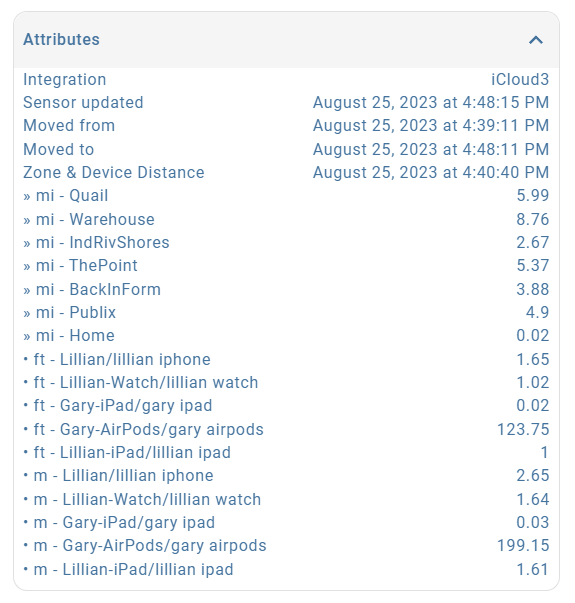 Attributes
Integration iCloud3
Sensor updated August 25, 2023 at 4:48:15 PM
Moved from August 25, 2023 at 4:39:11 PM
Moved to August 25, 2023 at 4:48:11 PM
Zone & Device Distance August 25, 2023 at 4:40:40 PM
» mi - Quail 5.99
» mi - Warehouse 8.76
» mi - IndRivShores 2.67
» mi - ThePoint 5.37
» mi - BackInForm 3.88
» mi - Publix 4.9
» mi - Home 0.02
• ft - Lillian/lillian iphone 1.65
• ft - Lillian-Watch/lillian watch 1.02
• ft - Gary-iPad/gary ipad 0.02
• ft - Gary-AirPods/gary airpods 123.75
• ft - Lillian-iPad/lillian ipad 1
• m - Lillian/lillian iphone 2.65
• m - Lillian-Watch/lillian watch 1.64
• m - Gary-iPad/gary ipad 0.03
• m - Gary-AirPods/gary airpods 199.15
• m - Lillian-iPad/lillian ipad 1.61